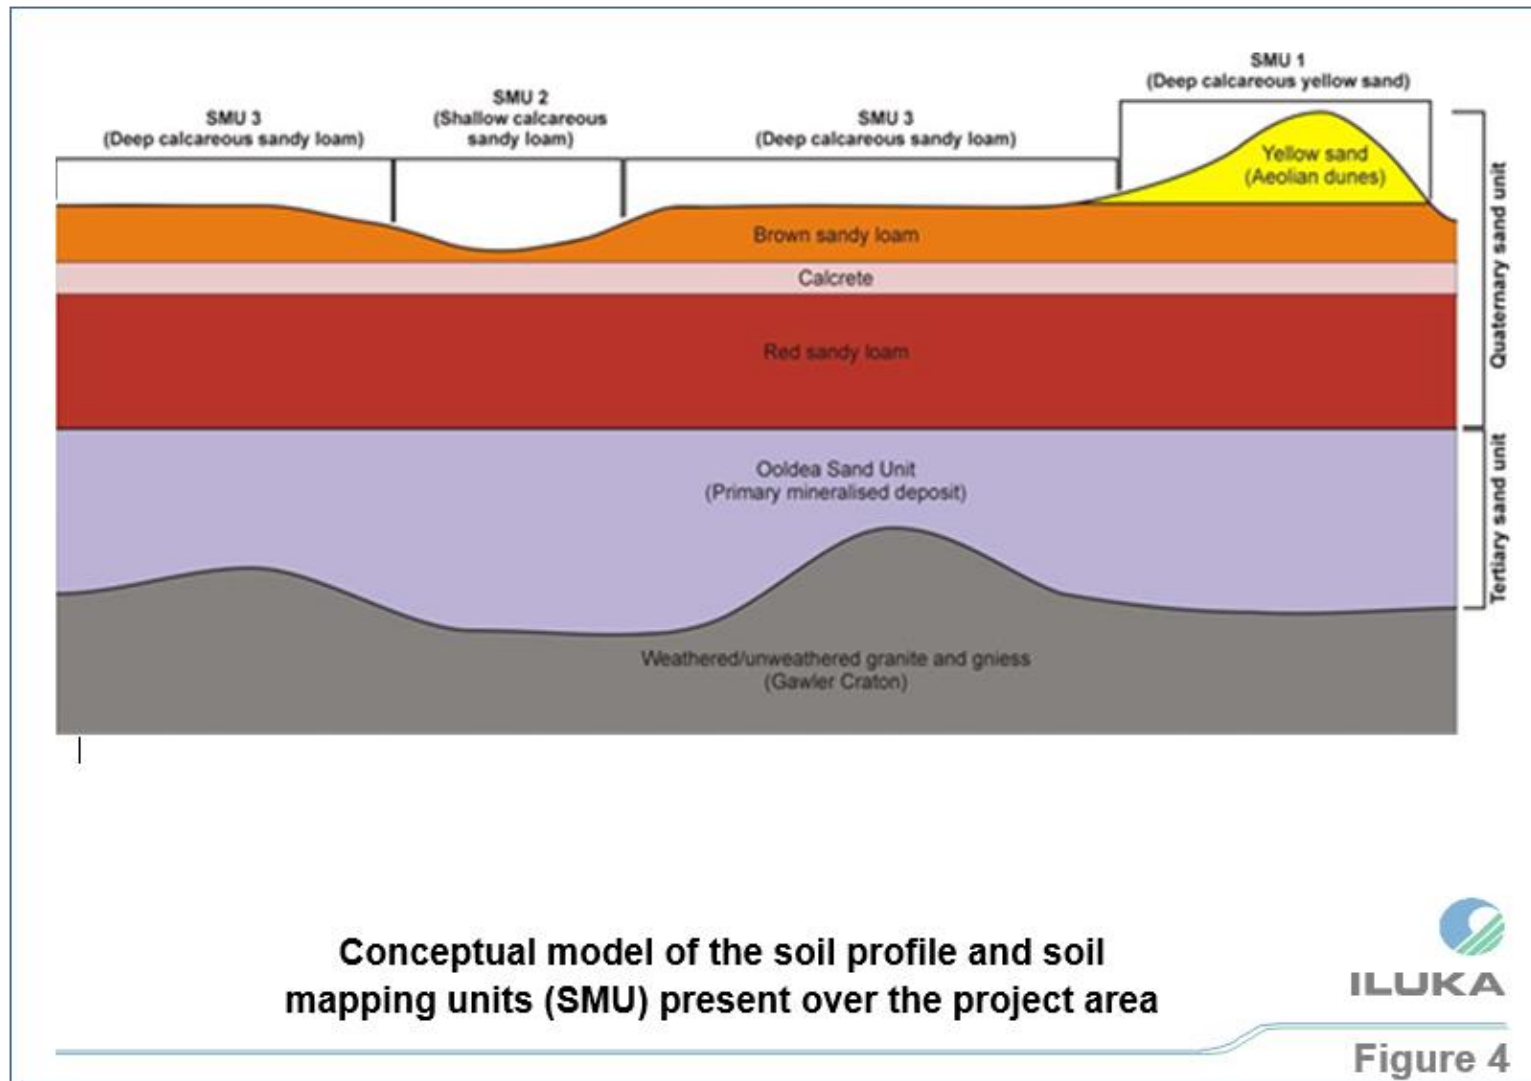 SMU 1
(Deep calcareous yellow sand)
SMU 2
(Shallow calcareous
sandy loam)
SMU 3
(Deep calcareous sandy loam)
SMU 3
(Deep calcareous sandy loam)
Yellow sand
(Aeolian dunes)
Brown sandy loam
Calcrete
Red sandy loam
Quaternary sand unit
Ooldea Sand Unit
(Primary mineralised deposit)
Tertiary sand unit
Weathered/unweathered granite and gniess
(Gawler Craton)
Conceptual model of the soil profile and soil
mapping units (SMU) present over the project area
ILUKA
Figure 4